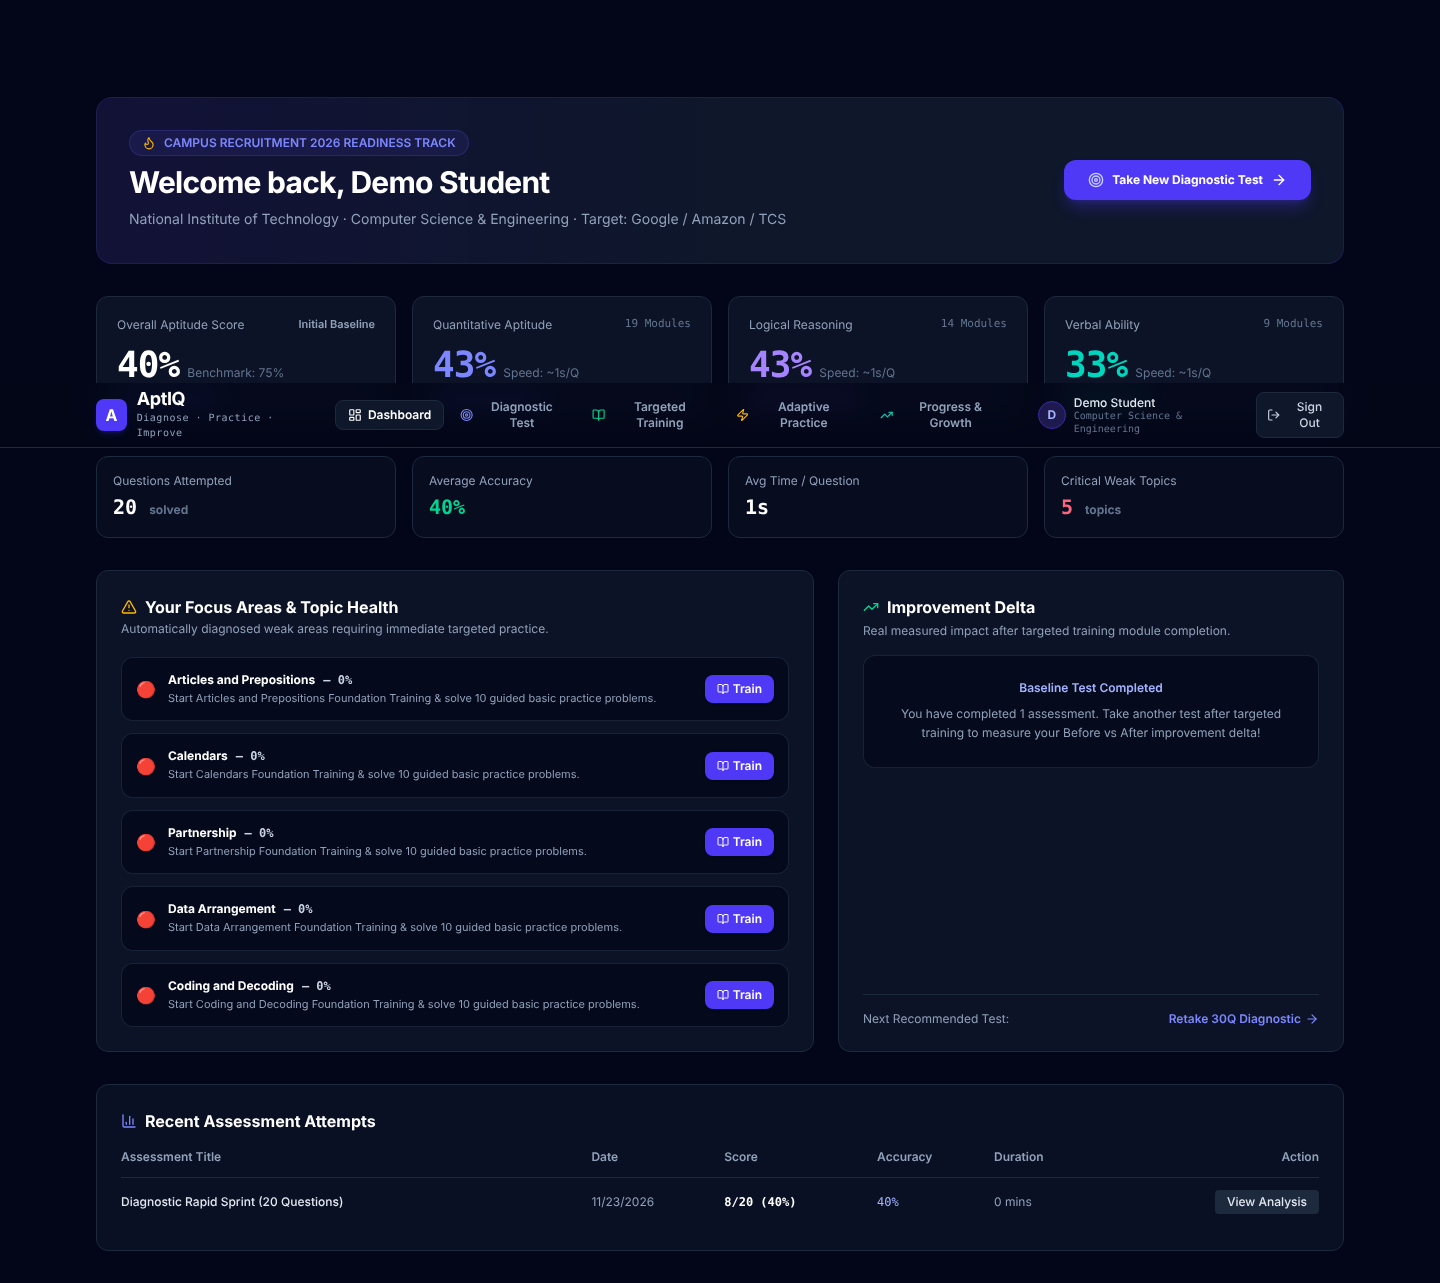 CAMPUS RECRUITMENT 2026 READINESS TRACK
Welcome back, Demo Student
National Institute of Technology · Computer Science & Engineering · Target: Google / Amazon / TCS
Take New Diagnostic Test
Overall Aptitude Score
Initial Baseline
40% Benchmark: 75%
Quantitative Aptitude
19 Modules
43% Speed: ~1s/Q
Logical Reasoning
14 Modules
43% Speed: ~1s/Q
Verbal Ability
9 Modules
33% Speed: ~1s/Q
A
AptIQ
Diagnose · Practice ·
Improve
Dashboard
Diagnostic
Test
Targeted
Training
Adaptive
Practice
Progress &
Growth
D
Demo Student
Computer Science &
Engineering
Sign
Out
Questions Attempted
20 solved
Average Accuracy
40%
Avg Time / Question
1s
Critical Weak Topics
5 topics
Your Focus Areas & Topic Health
Automatically diagnosed weak areas requiring immediate targeted practice.
Articles and Prepositions — 0%
Start Articles and Prepositions Foundation Training & solve 10 guided basic practice problems.
Train
Calendars — 0%
Start Calendars Foundation Training & solve 10 guided basic practice problems.
Train
Partnership — 0%
Start Partnership Foundation Training & solve 10 guided basic practice problems.
Train
Data Arrangement — 0%
Start Data Arrangement Foundation Training & solve 10 guided basic practice problems.
Train
Coding and Decoding — 0%
Start Coding and Decoding Foundation Training & solve 10 guided basic practice problems.
Train
Improvement Delta
Real measured impact after targeted training module completion.
Baseline Test Completed
You have completed 1 assessment. Take another test after targeted
training to measure your Before vs After improvement delta!
Next Recommended Test:
Retake 30Q Diagnostic
Recent Assessment Attempts
Assessment Title Date Score Accuracy Duration Action
Diagnostic Rapid Sprint (20 Questions) 11/23/2026 8/20 (40%) 40% 0 mins View Analysis